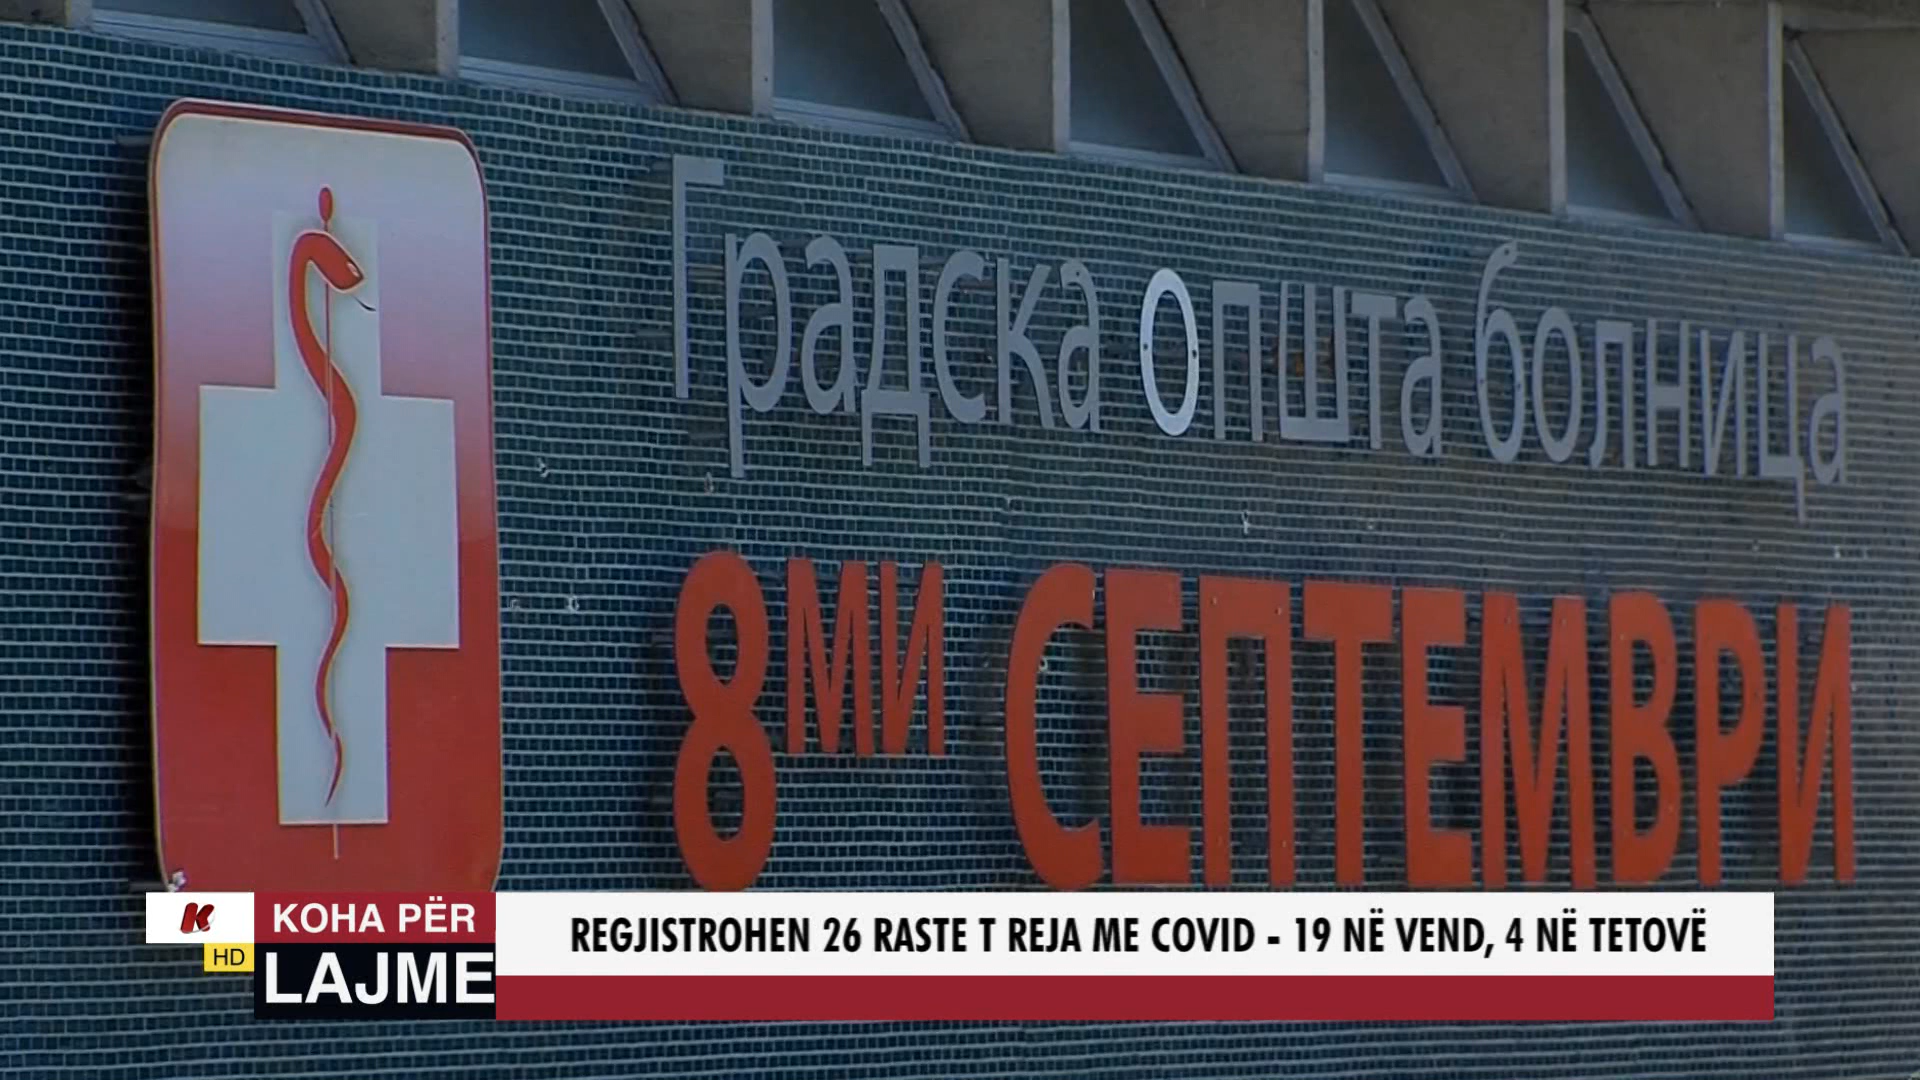 Градска општа болница
8МИ СЕПТЕМВРИ
K
HD
KOHA PËR
LAJME
REGJISTROHEN 26 RASTE T REJA ME COVID - 19 NË VEND, 4 NË TETOVË